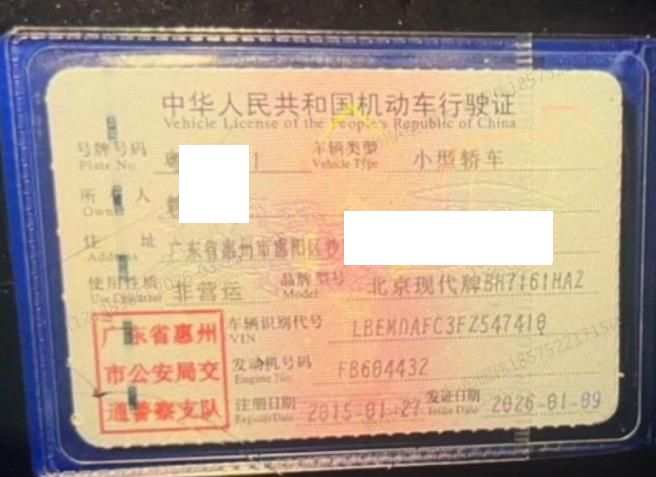 中华人民共和国机动车行驶证
Vehicle License of the People's Republic of China
号牌号码 粤 车辆类型 小型轿车
Plate No. Vehicle Type
所有人
Owner
住址 广东省惠州市惠阳区沙
Address
使用性质 非营运 品牌型号 北京现代牌BH7161HAZ
Use Character Model
车辆识别代号 LBEMDAFC3FZ547410
VIN
发动机号码 FB604432
Engine No.
注册日期 2015-01-27 发证日期 2026-01-09
Register Date Issue Date
广东省惠州
市公安局交
通警察支队